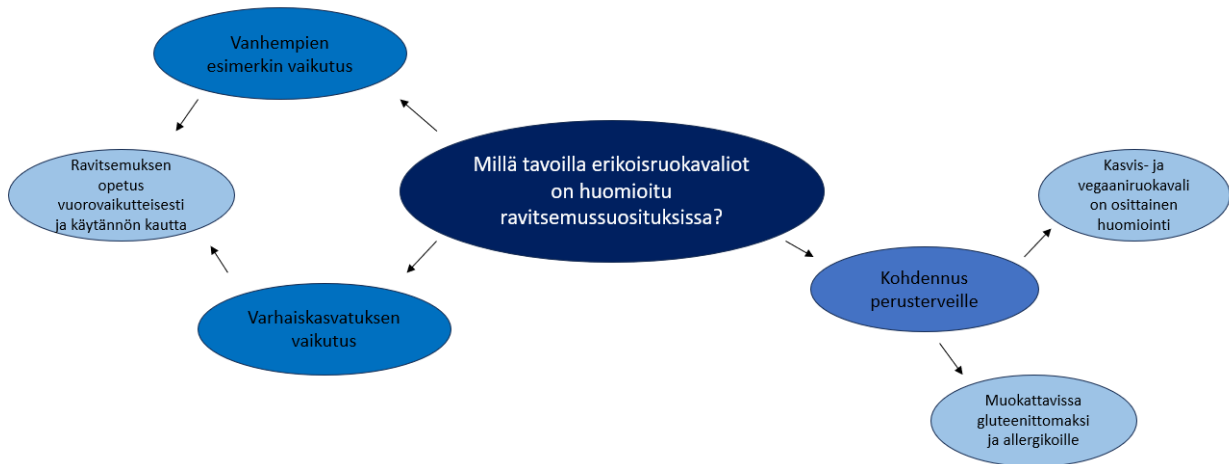 Vanhempien
esimerkin vaikutus
Millä tavoilla erikoisruokavaliot
on huomioitu
ravitsemussuosituksissa?
Ravitsemuksen
opetus
vuorovaikutteisesti
ja käytännön kautta
Varhaiskasvatuksen
vaikutus
Kasvis- ja
vegaaniruokavali
on osittainen
huomiointi
Kohdennus
perusterveille
Muokattavissa
gluteenittomaksi
ja allergikoille